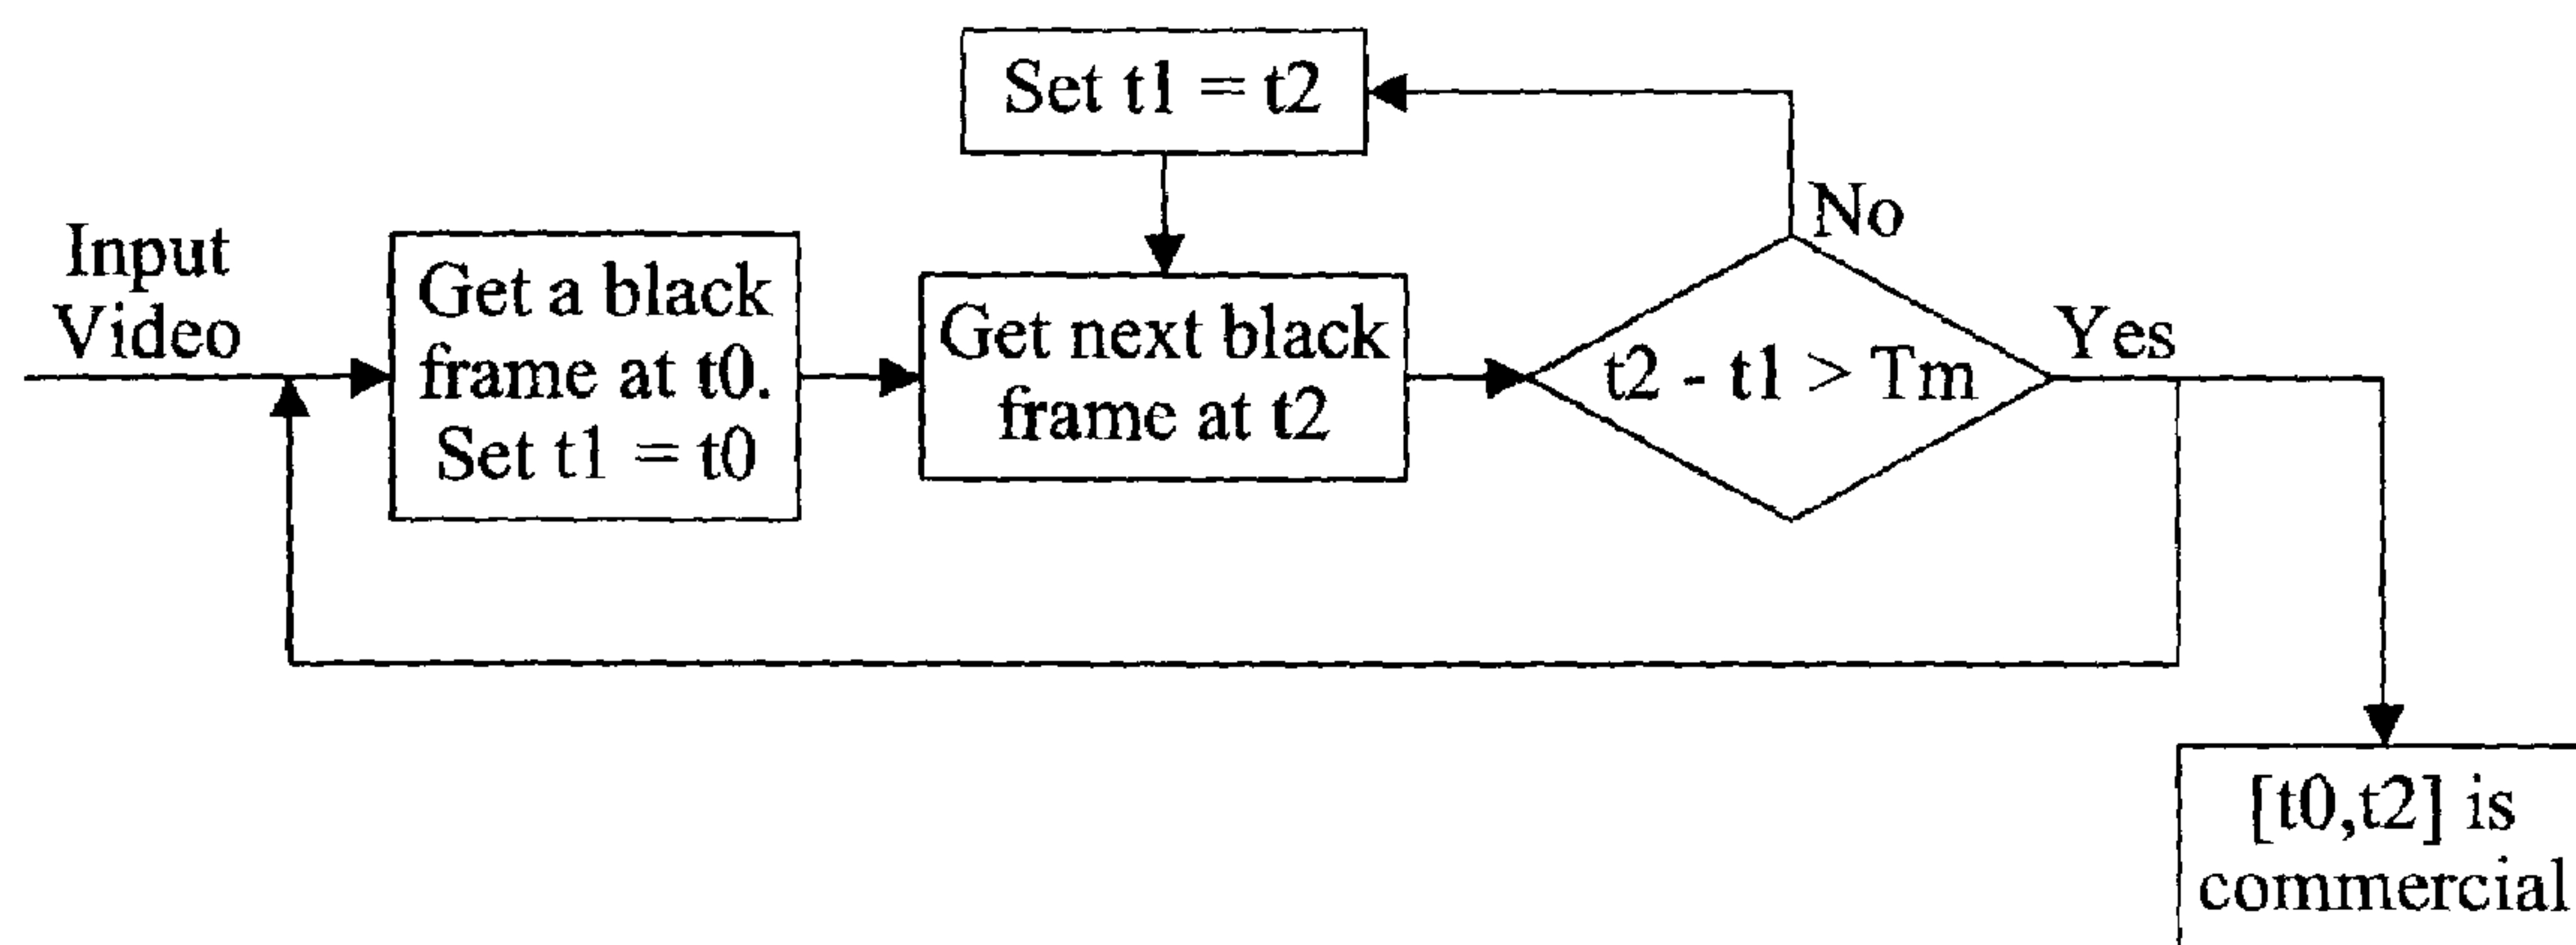 Set t1 = t2
Input
Video
Get a black
frame at t0.
Set t1 = t0
Get next black
frame at t2
t2 - t1 > Tm
No
Yes
[t0,t2] is
commercial